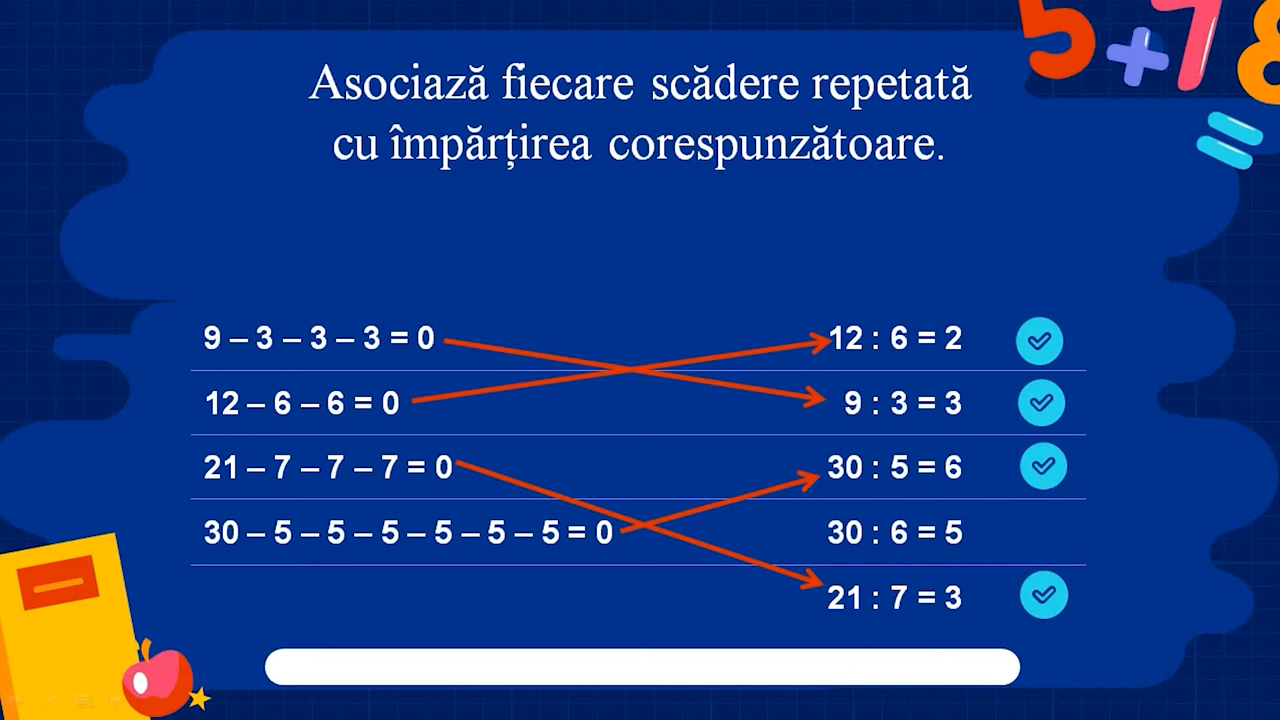 5 + 7 8 =
Asociază fiecare scădere repetată
cu împărțirea corespunzătoare.
9 – 3 – 3 – 3 = 0 12 : 6 = 2
12 – 6 – 6 = 0 9 : 3 = 3
21 – 7 – 7 – 7 = 0 30 : 5 = 6
30 – 5 – 5 – 5 – 5 – 5 – 5 = 0 30 : 6 = 5
21 : 7 = 3